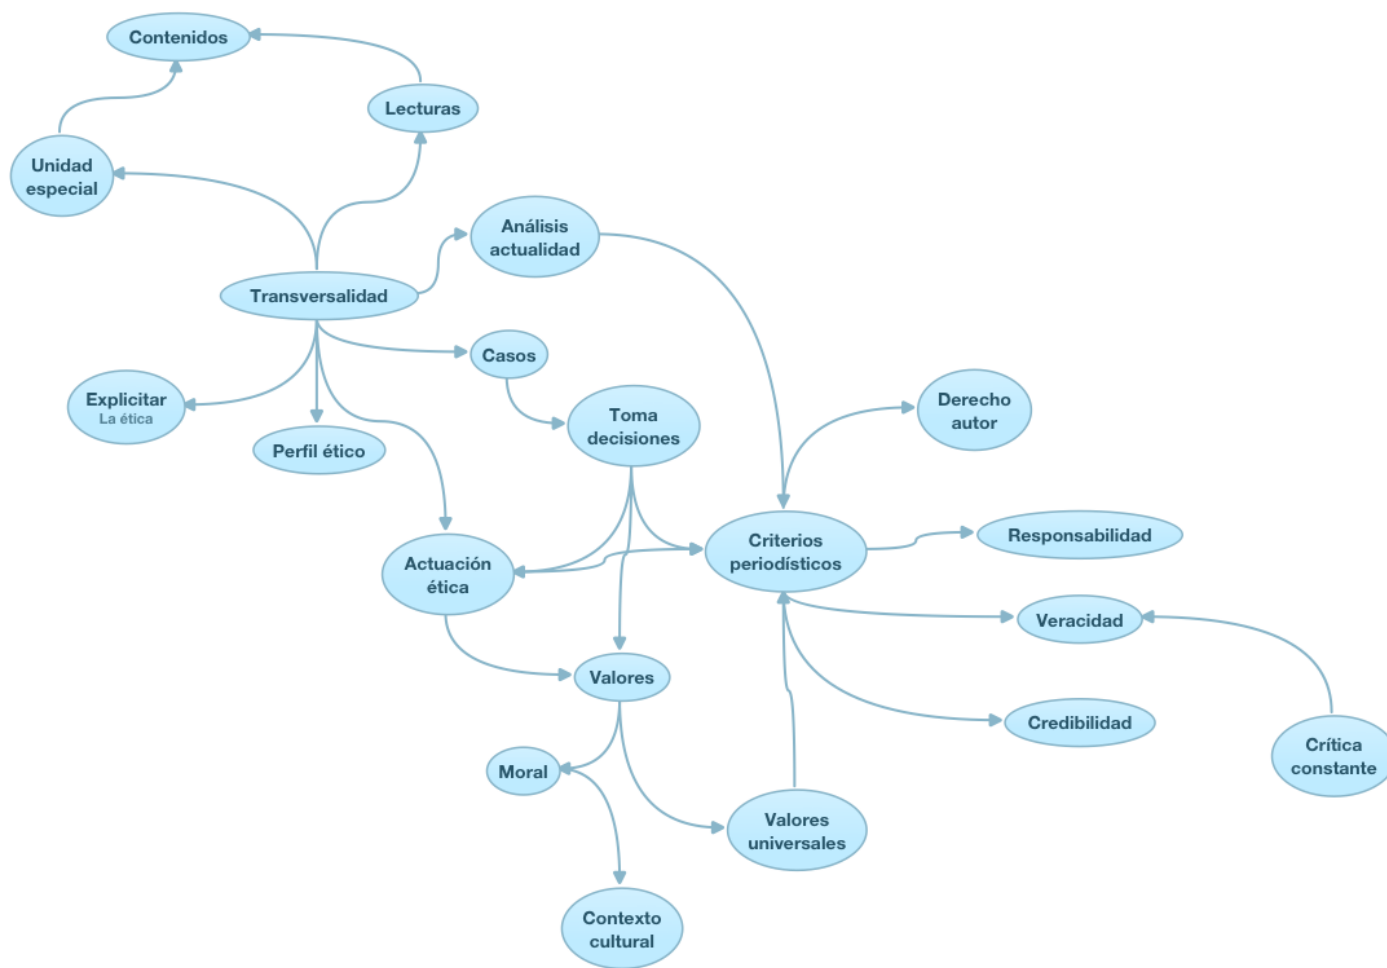 Contenidos
Lecturas
Unidad
especial
Análisis
actualidad
Transversalidad
Casos
Explicitar
La ética
Perfil ético
Toma
decisiones
Derecho
autor
Actuación
ética
Criterios
periodísticos
Responsabilidad
Veracidad
Valores
Credibilidad
Crítica
constante
Moral
Valores
universales
Contexto
cultural